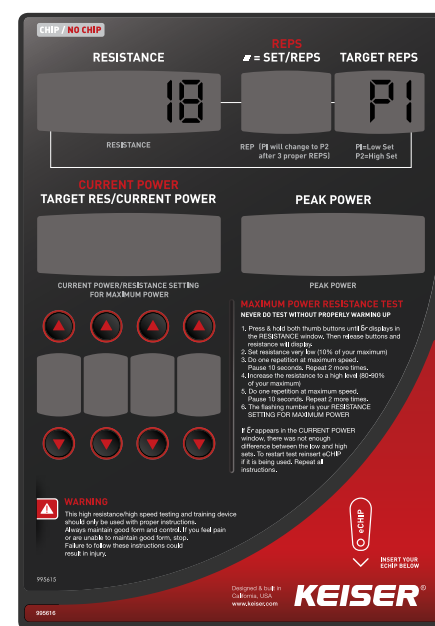 CHIP / NO CHIP
RESISTANCE
REPS
= SET/REPS
TARGET REPS
18
P1
RESISTANCE
REP (P1 will change to P2
after 3 proper REPS)
P1=Low Set
P2=High Set
CURRENT POWER
TARGET RES/CURRENT POWER
PEAK POWER
CURRENT POWER/RESISTANCE SETTING
FOR MAXIMUM POWER
PEAK POWER
MAXIMUM POWER RESISTANCE TEST
NEVER DO TEST WITHOUT PROPERLY WARMING UP
1. Press & hold both thumb buttons until 6r displays in
the RESISTANCE window, Then release buttons and
resistance will display.
2. Set resistance very low (10% of your maximum)
3. Do one repetition at maximum speed.
Pause 10 seconds. Repeat 2 more times.
4. Increase the resistance to a high level (80-90%
of your maximum)
5. Do one repetition at maximum speed.
Pause 10 seconds. Repeat 2 more times.
6. The flashing number is your RESISTANCE
SETTING FOR MAXIMUM POWER
If Er appears in the CURRENT POWER
window, there was not enough
difference between the low and high
sets. To restart test reinsert eCHIP
if it is being used. Repeat all
instructions.
WARNING
This high resistance/high speed testing and training device
should only be used with proper instructions.
Always maintain good form and control. If you feel pain
or are unable to maintain good form, stop.
Failure to follow these instructions could
result in injury.
eCHIP
INSERT YOUR
ECHIP BELOW
995615
Designed & built in
California, USA
www.keiser.com
KEISER®
995616